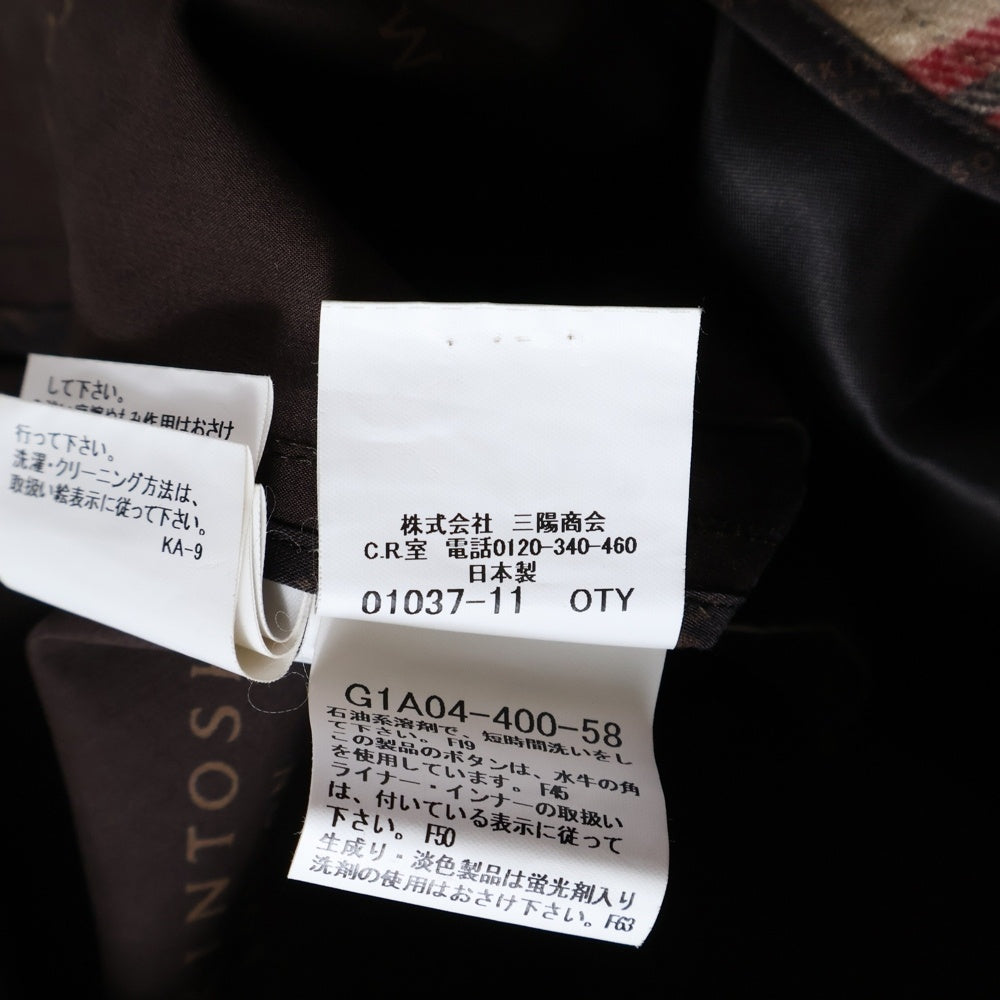 して下さい。
作用はおさけ
行って下さい。
洗濯・クリーニング方法は、
取扱い絵表示に従って下さい。
KA-9
株式会社 三陽商会
C.R室 電話0120-340-460
日本製
01037-11 OTY
G1A04-400-58
石油系溶剤で、短時間洗いをし
て下さい。 F19
この製品のボタンは、水牛の角
を使用しています。 F45
ライナー・インナーの取扱い
は、付いている表示に従って
下さい。 F50
生成り・淡色製品は蛍光剤入り
洗剤の使用はおさけ下さい。F63
INTOS